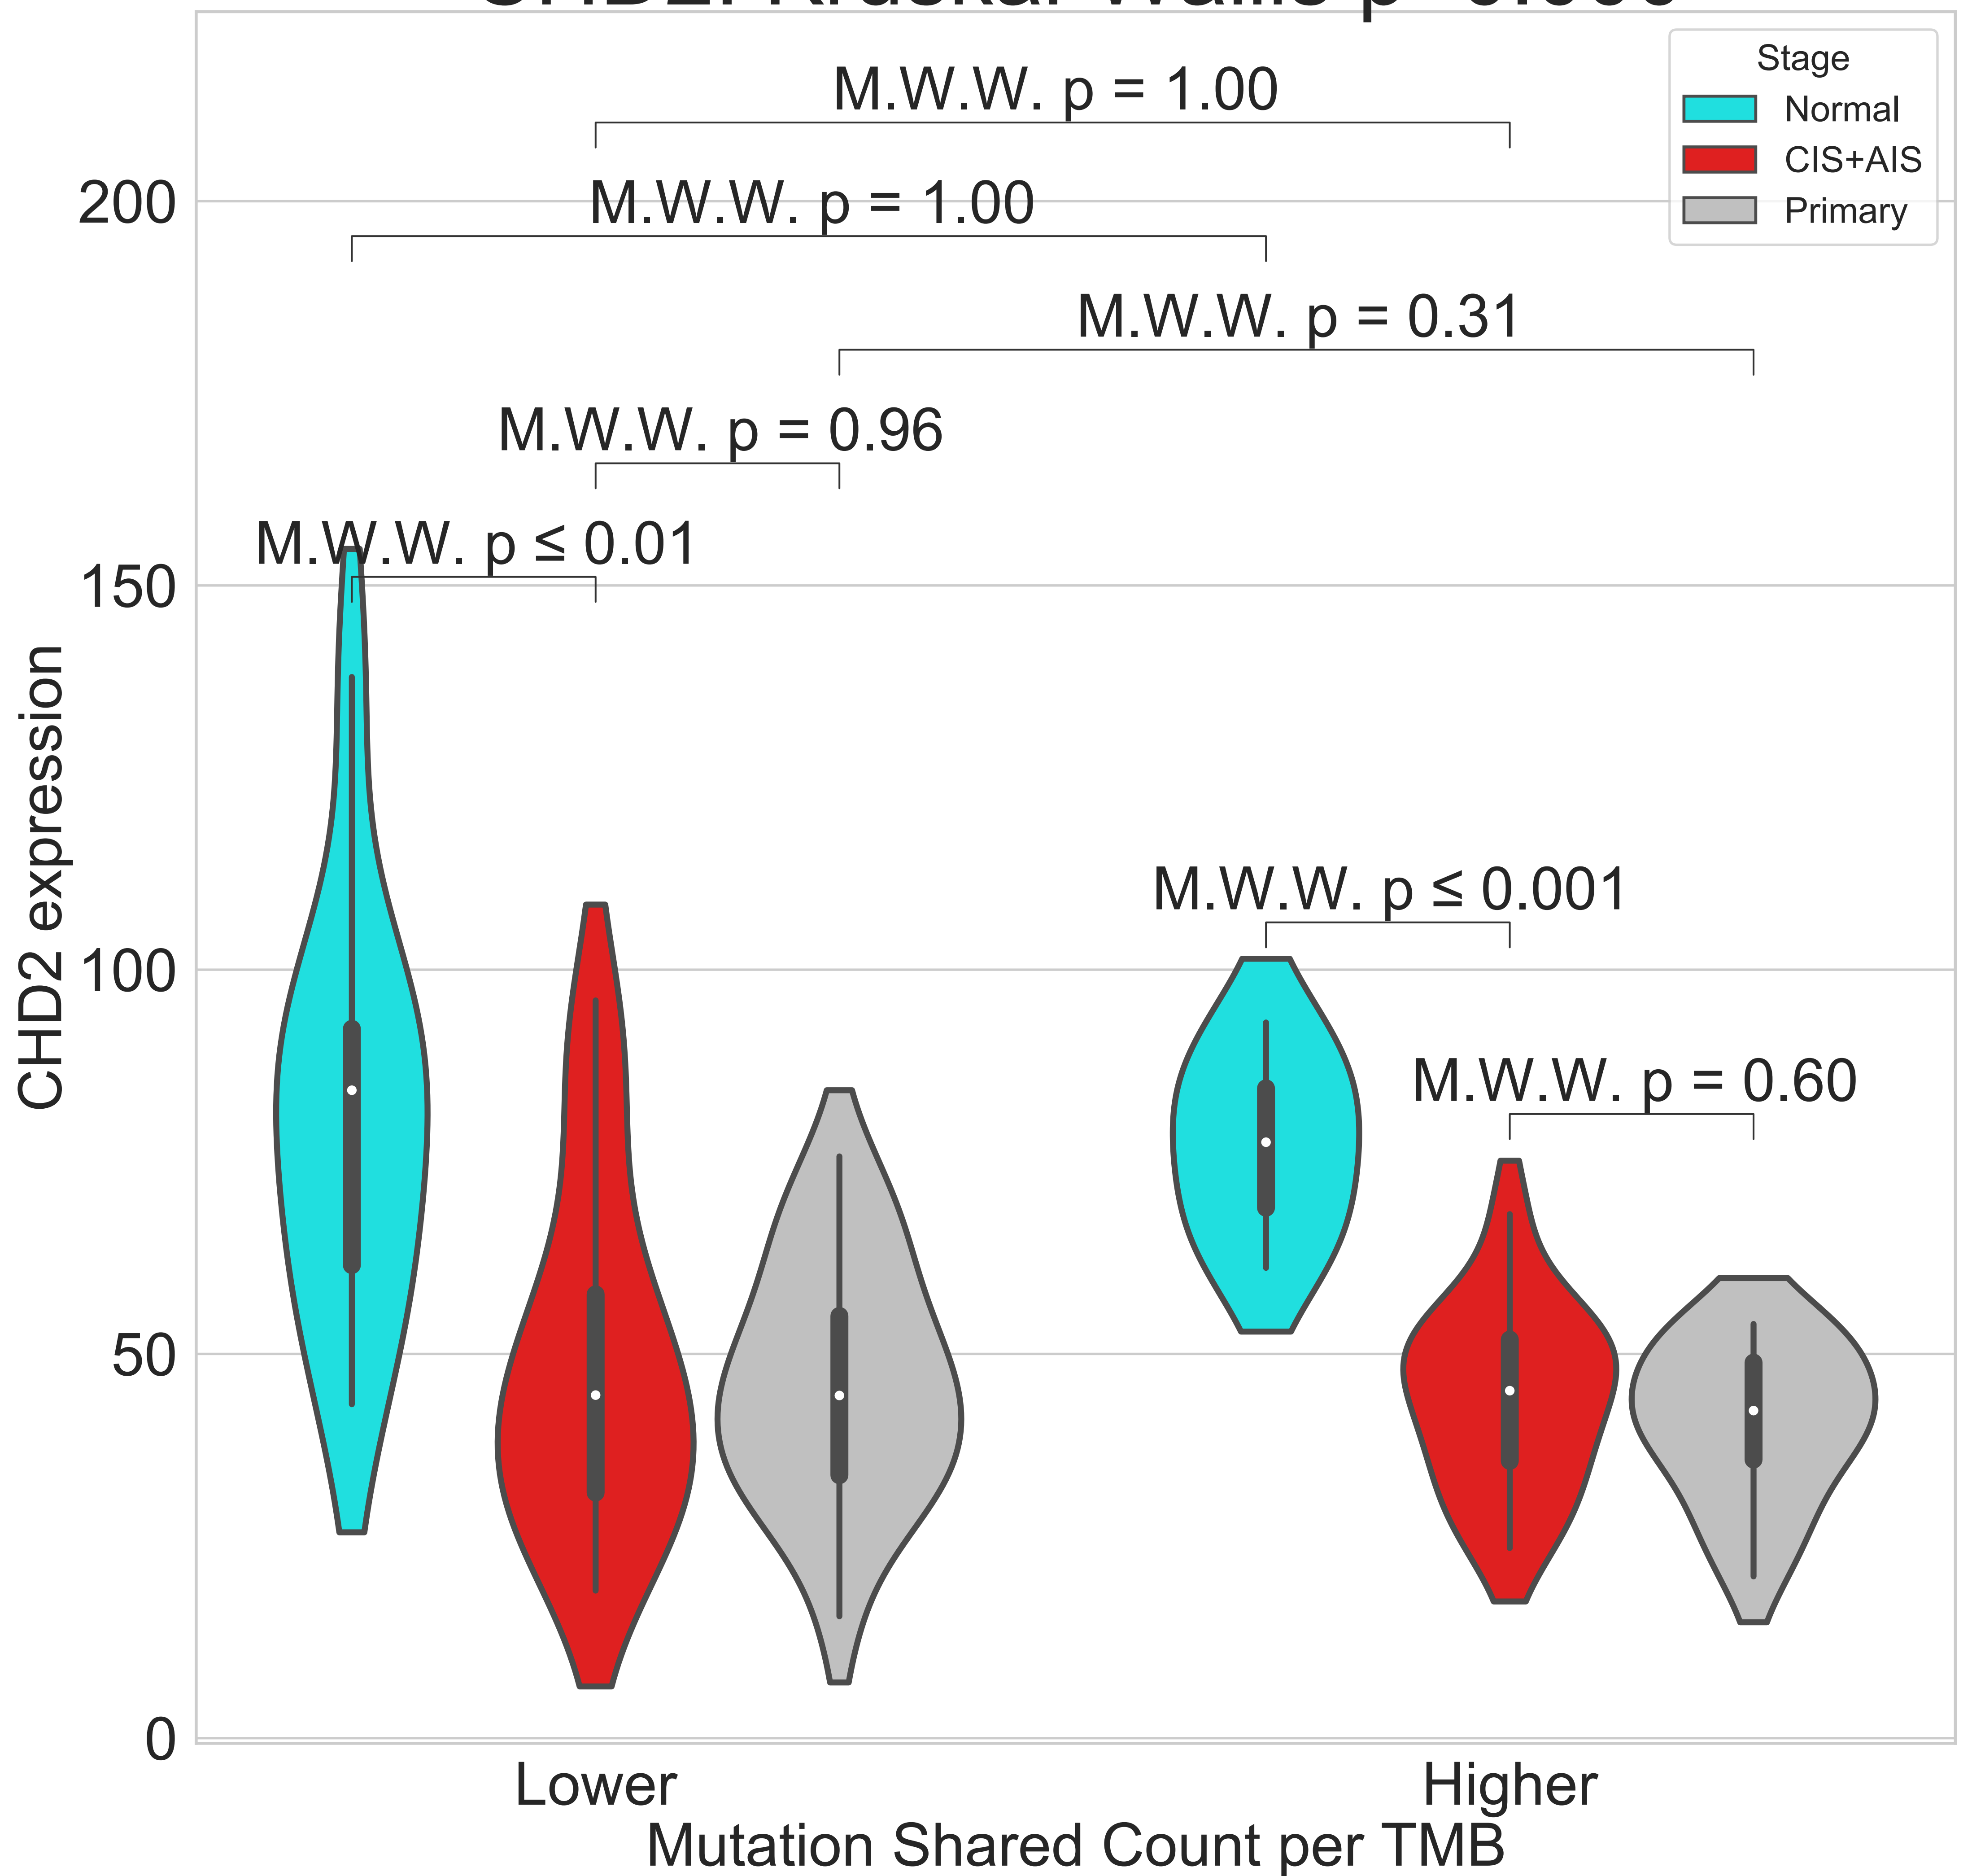 Stage
Normal
CIS+AIS
Primary
M.W.W. p = 1.00
M.W.W. p = 1.00
M.W.W. p = 0.31
M.W.W. p = 0.96
M.W.W. p ≤ 0.01
M.W.W. p ≤ 0.001
M.W.W. p = 0.60
CHD2 expression
200
150
100
50
0
Lower
Higher
Mutation Shared Count per TMB